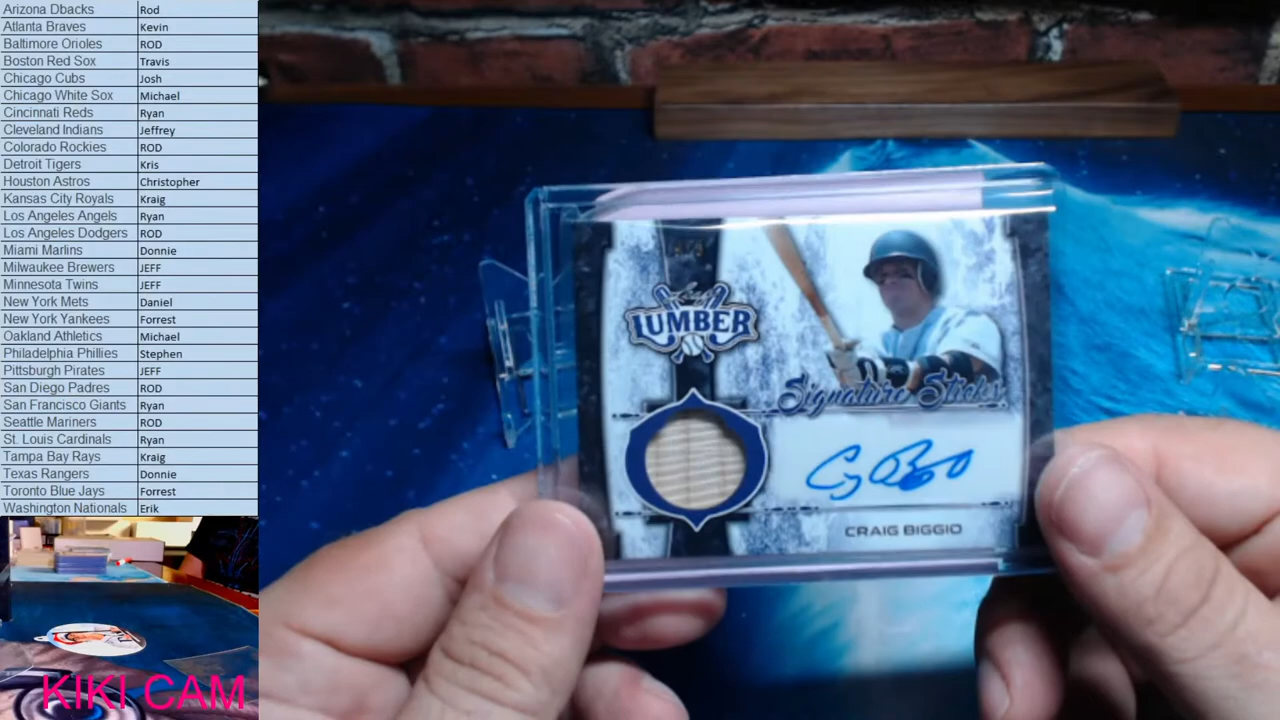 Arizona Dbacks Rod
Atlanta Braves Kevin
Baltimore Orioles ROD
Boston Red Sox Travis
Chicago Cubs Josh
Chicago White Sox Michael
Cincinnati Reds Ryan
Cleveland Indians Jeffrey
Colorado Rockies ROD
Detroit Tigers Kris
Houston Astros Christopher
Kansas City Royals Kraig
Los Angeles Angels Ryan
Los Angeles Dodgers ROD
Miami Marlins Donnie
Milwaukee Brewers JEFF
Minnesota Twins JEFF
New York Mets Daniel
New York Yankees Forrest
Oakland Athletics Michael
Philadelphia Phillies Stephen
Pittsburgh Pirates JEFF
San Diego Padres ROD
San Francisco Giants Ryan
Seattle Mariners ROD
St. Louis Cardinals Ryan
Tampa Bay Rays Kraig
Texas Rangers Donnie
Toronto Blue Jays Forrest
Washington Nationals Erik
KIKI CAM
Leaf
LUMBER
Signature Sticks
CRAIG BIGGIO